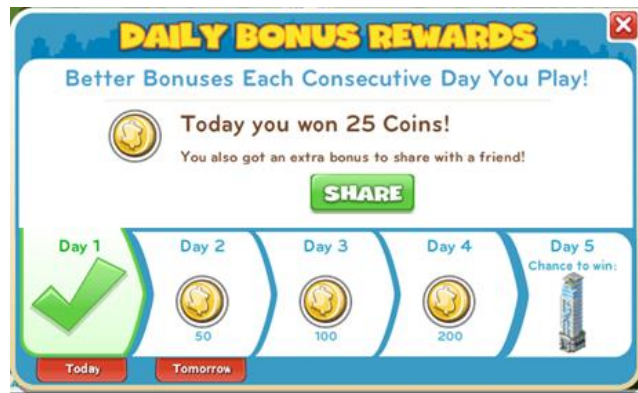 DAILY BONUS REWARDS
Better Bonuses Each Consecutive Day You Play!
Today you won 25 Coins!
You also got an extra bonus to share with a friend!
SHARE
Day 1
Day 2
50
Day 3
100
Day 4
200
Day 5
Chance to win:
Today
Tomorrow